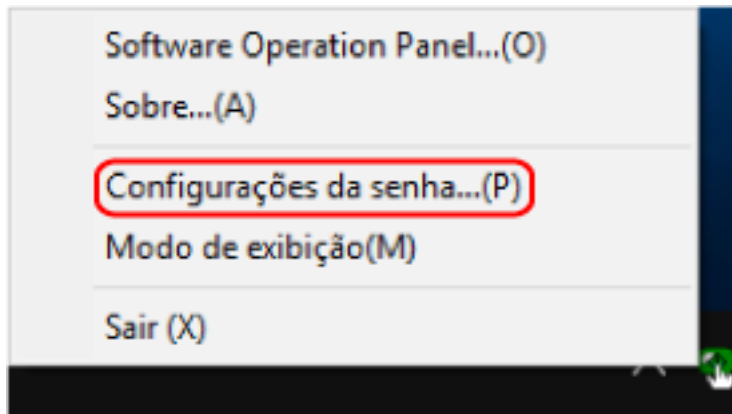 Software Operation Panel...(O)
Sobre...(A)
Configurações da senha...(P)
Modo de exibição(M)
Sair (X)